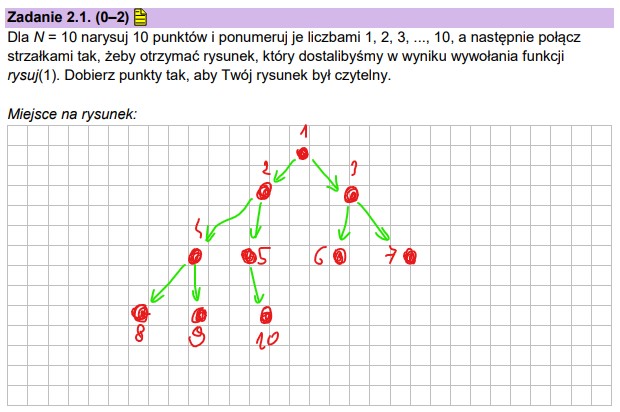 Zadanie 2.1. (0–2)
Dla N = 10 narysuj 10 punktów i ponumeruj je liczbami 1, 2, 3, ..., 10, a następnie połącz
strzałkami tak, żeby otrzymać rysunek, który dostalibyśmy w wyniku wywołania funkcji
rysuj(1). Dobierz punkty tak, aby Twój rysunek był czytelny.
Miejsce na rysunek:
1
2 3
4
5 6 7
8 9 10